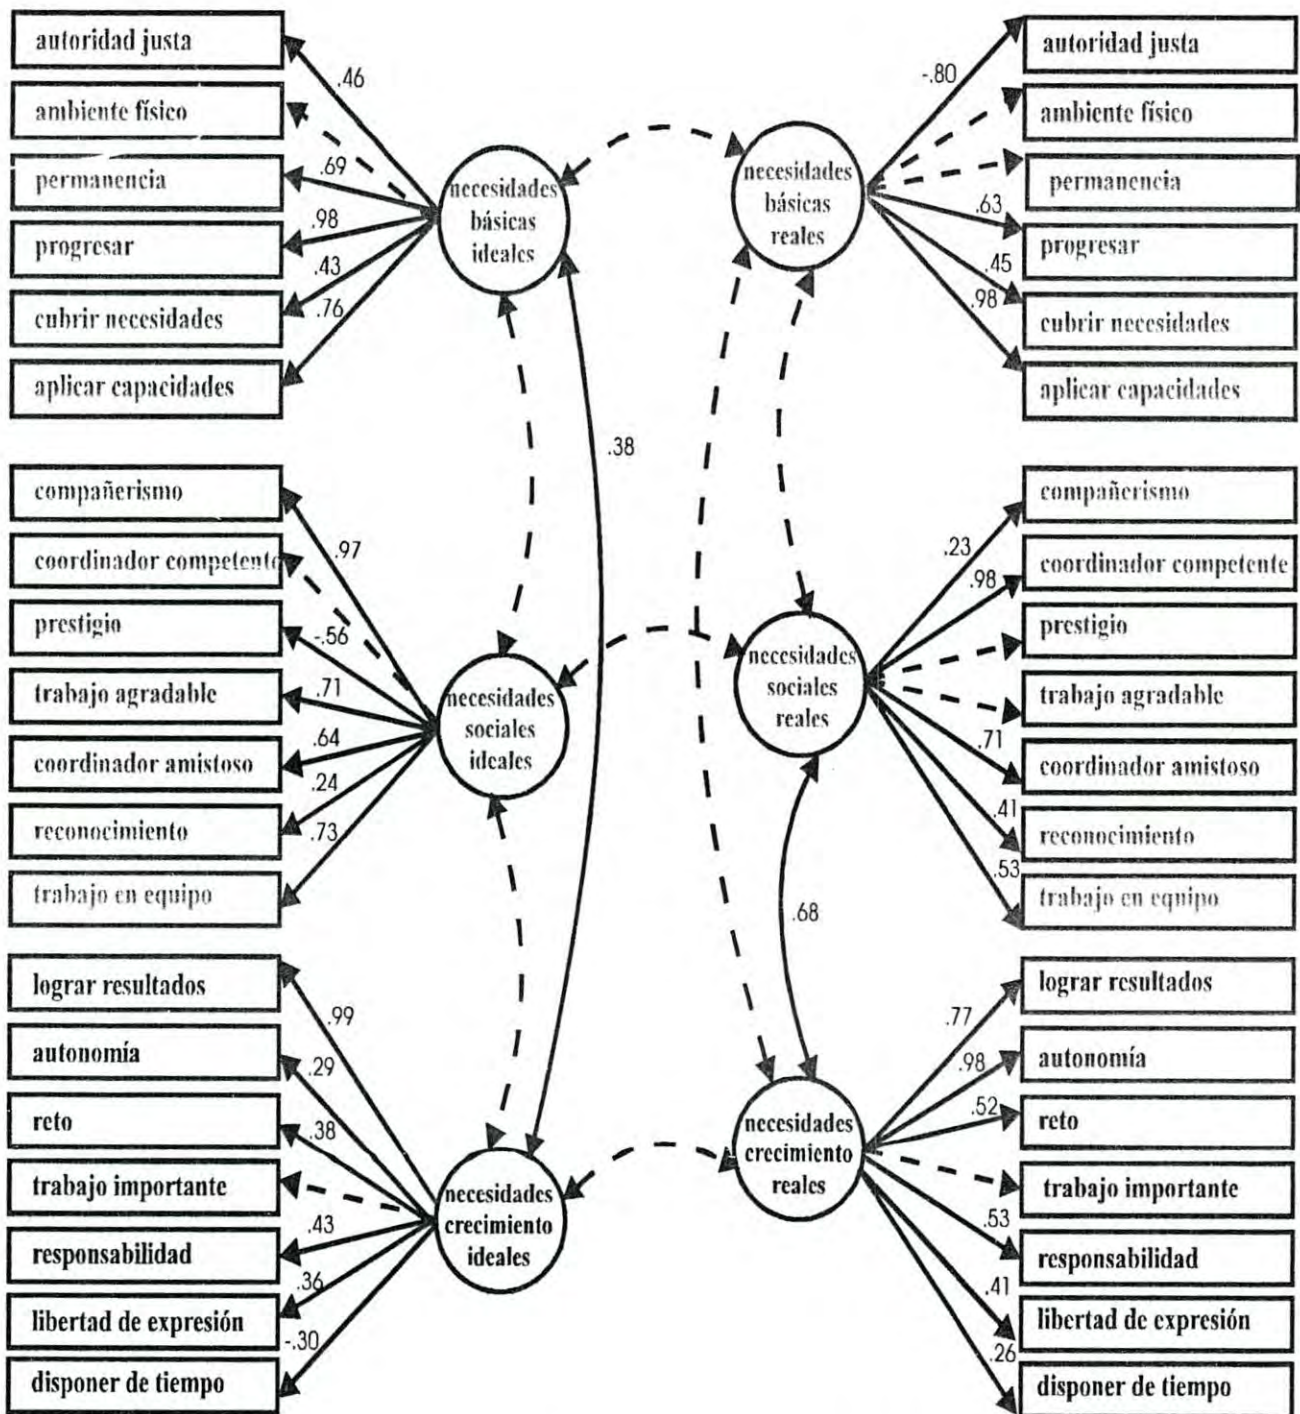 autoridad justa
ambiente físico
permanencia
progresar
cubrir necesidades
aplicar capacidades
.46
.69
.98
.43
.76
necesidades
básicas
ideales
necesidades
básicas
reales
-.80
.63
.45
.98
autoridad justa
ambiente físico
permanencia
progresar
cubrir necesidades
aplicar capacidades
.38
compañerismo
coordinador competente
prestigio
trabajo agradable
coordinador amistoso
reconocimiento
trabajo en equipo
.97
-.56
.71
.64
.24
.73
necesidades
sociales
ideales
necesidades
sociales
reales
.23
.98
.71
.41
.53
compañerismo
coordinador competente
prestigio
trabajo agradable
coordinador amistoso
reconocimiento
trabajo en equipo
.68
lograr resultados
autonomía
reto
trabajo importante
responsabilidad
libertad de expresión
disponer de tiempo
.99
.29
.38
.43
.36
-.30
necesidades
crecimiento
ideales
necesidades
crecimiento
reales
.77
.98
.52
.53
.41
.26
lograr resultados
autonomía
reto
trabajo importante
responsabilidad
libertad de expresión
disponer de tiempo